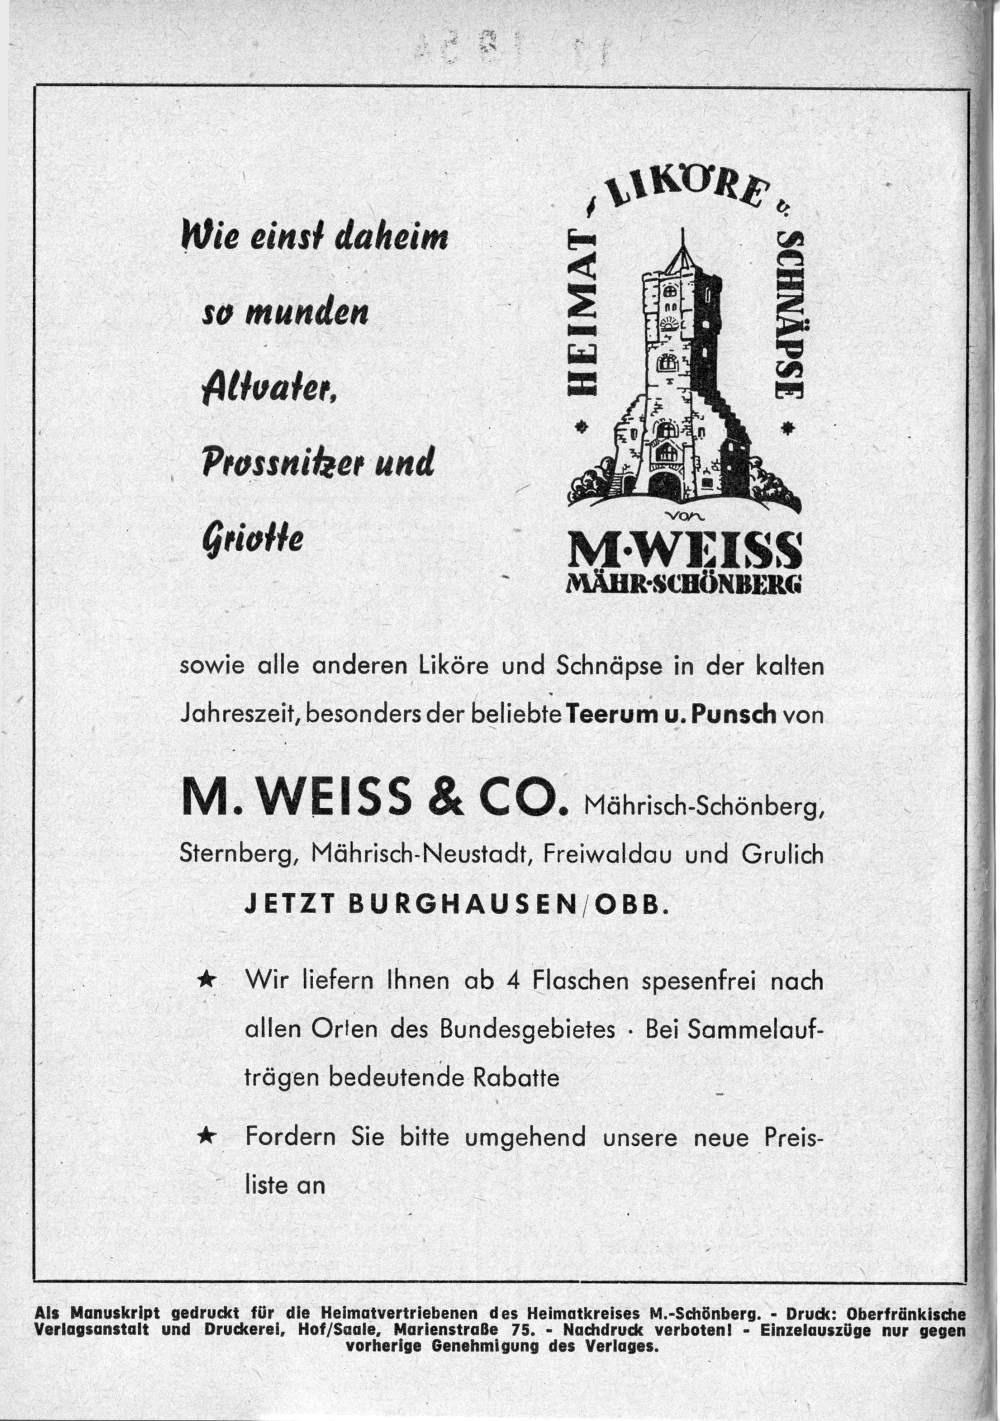 Wie einst daheim
so munden
Altvater,
Prossnitzer und
Griotte
HEIMAT - LIKÖRE u. SCHNÄPSE
von
M·WEISS
MÄHR·SCHÖNBERG
sowie alle anderen Liköre und Schnäpse in der kalten
Jahreszeit, besonders der beliebte Teerum u. Punsch von
M. WEISS & CO. Mährisch-Schönberg,
Sternberg, Mährisch-Neustadt, Freiwaldau und Grulich
JETZT BURGHAUSEN/OBB.
★ Wir liefern Ihnen ab 4 Flaschen spesenfrei nach
allen Orten des Bundesgebietes · Bei Sammelauf-
trägen bedeutende Rabatte
★ Fordern Sie bitte umgehend unsere neue Preis-
liste an
Als Manuskript gedruckt für die Heimatvertriebenen des Heimatkreises M.-Schönberg. - Druck: Oberfränkische
Verlagsanstalt und Druckerei, Hof/Saale, Marienstraße 75. - Nachdruck verboten! - Einzelauszüge nur gegen
vorherige Genehmigung des Verlages.